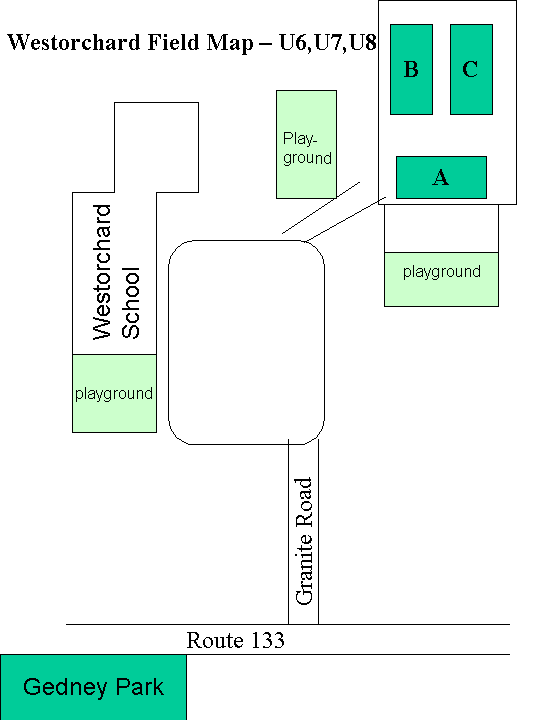 Westorchard Field Map – U6,U7,U8
B
C
Play-
ground
A
Westorchard
School
playground
playground
Granite Road
Route 133
Gedney Park